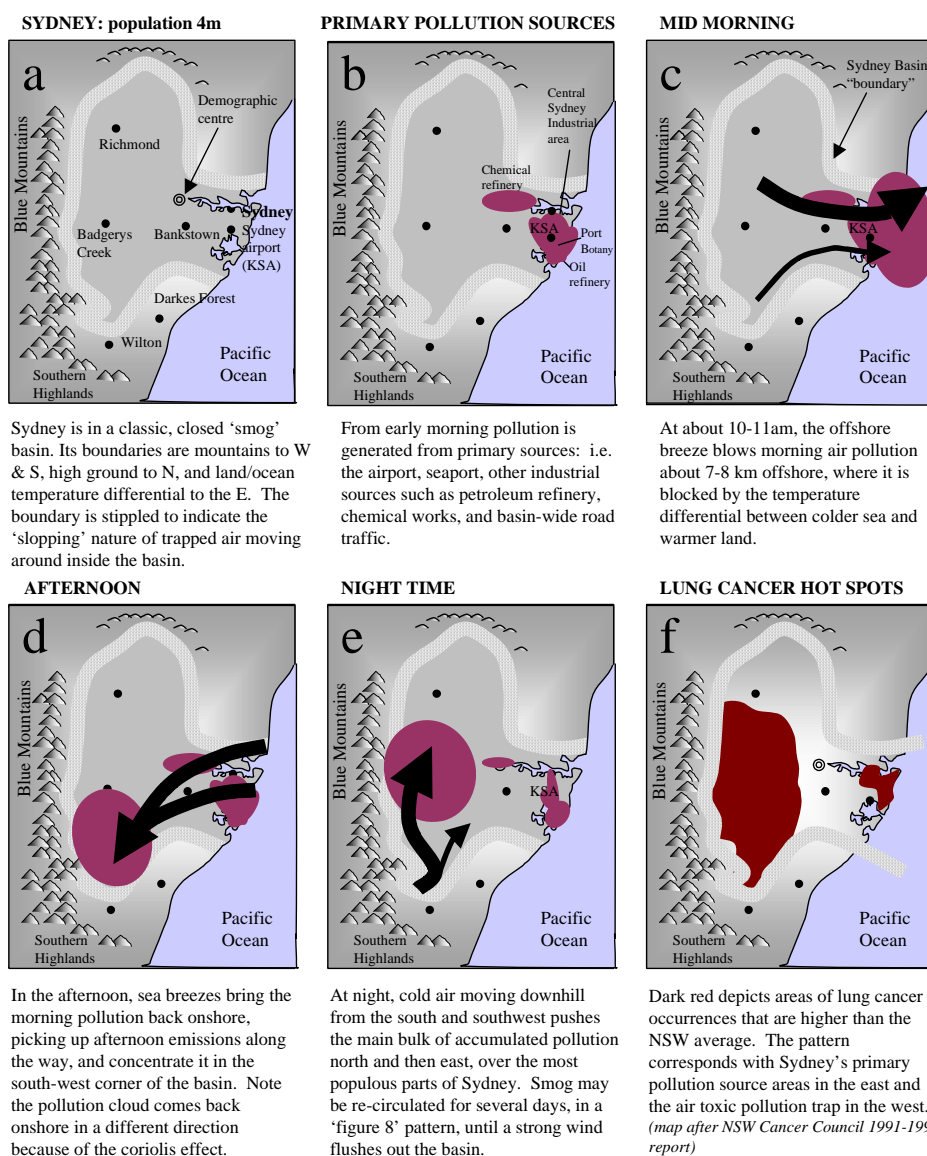 SYDNEY: population 4m
a
Demographic
centre
Richmond
Blue Mountains
Sydney
Badgerys
Creek
Bankstown
Sydney
airport
(KSA)
Darkes Forest
Wilton
Pacific
Ocean
Southern
Highlands
Sydney is in a classic, closed ‘smog’
basin. Its boundaries are mountains to W
& S, high ground to N, and land/ocean
temperature differential to the E. The
boundary is stippled to indicate the
‘slopping’ nature of trapped air moving
around inside the basin.
PRIMARY POLLUTION SOURCES
b
Central
Sydney
Industrial
area
Blue Mountains
Chemical
refinery
KSA
Port
Botany
Oil
refinery
Pacific
Ocean
Southern
Highlands
From early morning pollution is
generated from primary sources: i.e.
the airport, seaport, other industrial
sources such as petroleum refinery,
chemical works, and basin-wide road
traffic.
MID MORNING
c
Sydney Basin
“boundary”
Blue Mountains
KSA
Pacific
Ocean
Southern
Highlands
At about 10-11am, the offshore
breeze blows morning air pollution
about 7-8 km offshore, where it is
blocked by the temperature
differential between colder sea and
warmer land.
AFTERNOON
d
Blue Mountains
Pacific
Ocean
Southern
Highlands
In the afternoon, sea breezes bring the
morning pollution back onshore,
picking up afternoon emissions along
the way, and concentrate it in the
south-west corner of the basin. Note
the pollution cloud comes back
onshore in a different direction
because of the coriolis effect.
NIGHT TIME
e
Blue Mountains
KSA
Pacific
Ocean
Southern
Highlands
At night, cold air moving downhill
from the south and southwest pushes
the main bulk of accumulated pollution
north and then east, over the most
populous parts of Sydney. Smog may
be re-circulated for several days, in a
‘figure 8’ pattern, until a strong wind
flushes out the basin.
LUNG CANCER HOT SPOTS
f
Blue Mountains
Pacific
Ocean
Southern
Highlands
Dark red depicts areas of lung cancer
occurrences that are higher than the
NSW average. The pattern
corresponds with Sydney’s primary
pollution source areas in the east and
the air toxic pollution trap in the west.
(map after NSW Cancer Council 1991-199
report)